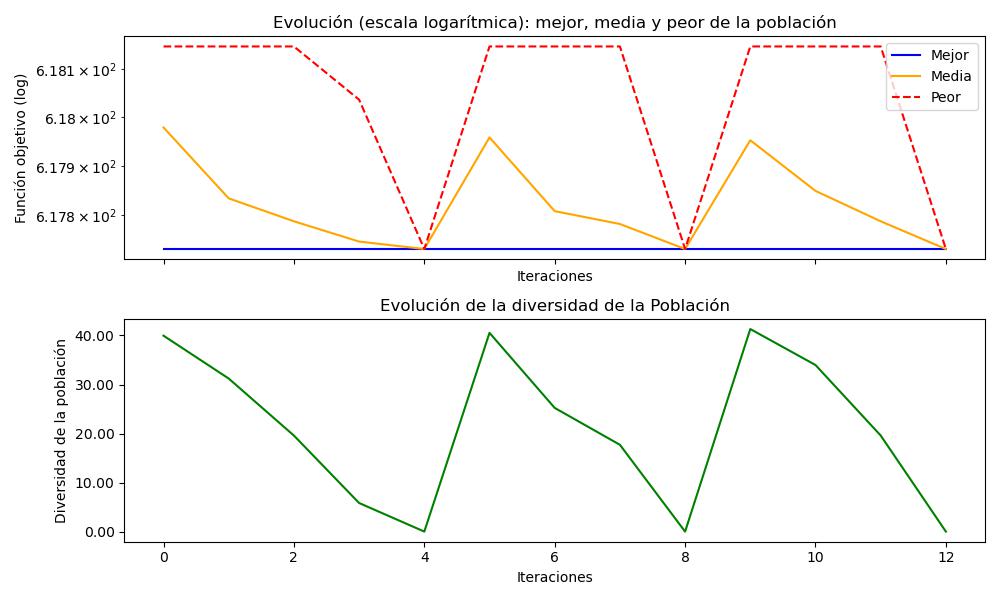 Evolución (escala logarítmica): mejor, media y peor de la población
Función objetivo (log)
6.181 × 10²
6.18 × 10²
6.179 × 10²
6.178 × 10²
Mejor
Media
Peor
Iteraciones
Evolución de la diversidad de la Población
Diversidad de la población
40.00
30.00
20.00
10.00
0.00
0 2 4 6 8 10 12
Iteraciones